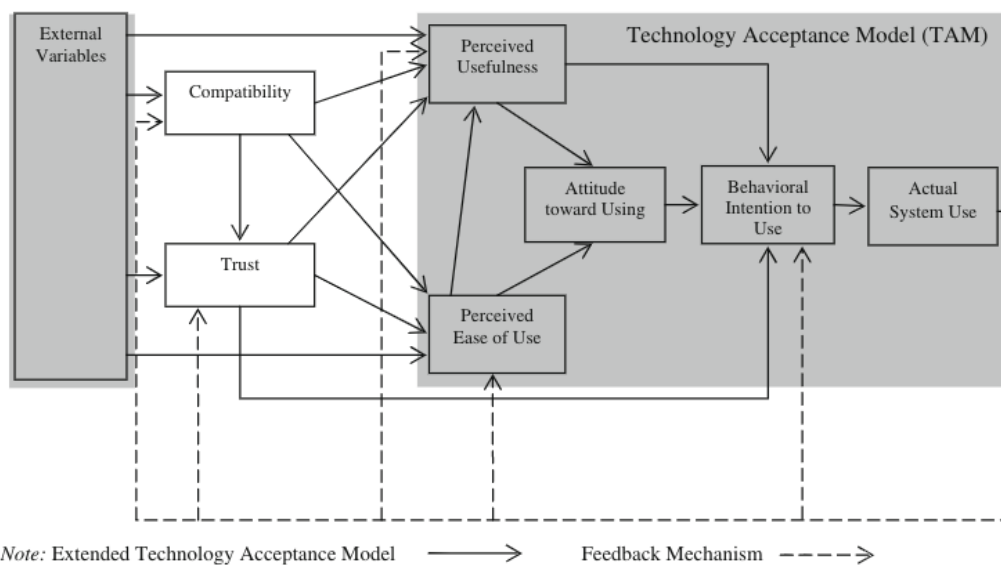 External
Variables
Technology Acceptance Model (TAM)
Perceived
Usefulness
Compatibility
Attitude
toward Using
Behavioral
Intention to
Use
Actual
System Use
Trust
Perceived
Ease of Use
Note: Extended Technology Acceptance Model
Feedback Mechanism